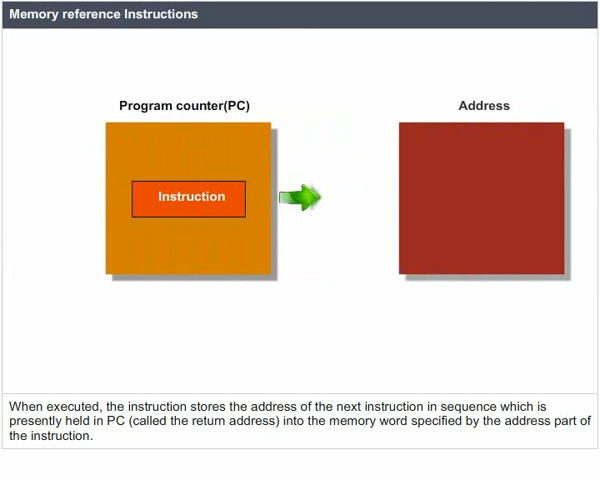 Memory reference Instructions
Program counter(PC)
Address
Instruction
When executed, the instruction stores the address of the next instruction in sequence which is
presently held in PC (called the return address) into the memory word specified by the address part of
the instruction.